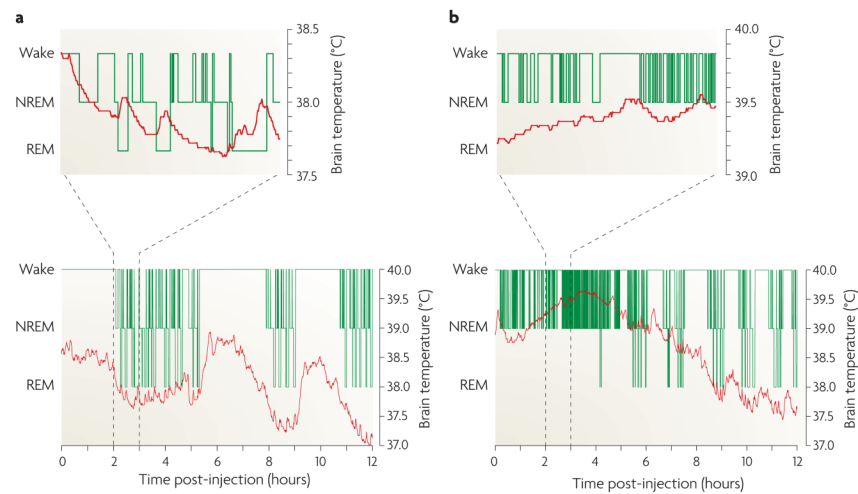 a
Wake
NREM
REM
38.5
38.0
37.5
Brain temperature (°C)
b
Wake
NREM
REM
40.0
39.5
39.0
Brain temperature (°C)
Wake
NREM
REM
40.0
39.5
39.0
38.5
38.0
37.5
37.0
Brain temperature (°C)
0 2 4 6 8 10 12
Time post-injection (hours)
Wake
NREM
REM
40.0
39.5
39.0
38.5
38.0
37.5
37.0
Brain temperature (°C)
0 2 4 6 8 10 12
Time post-injection (hours)